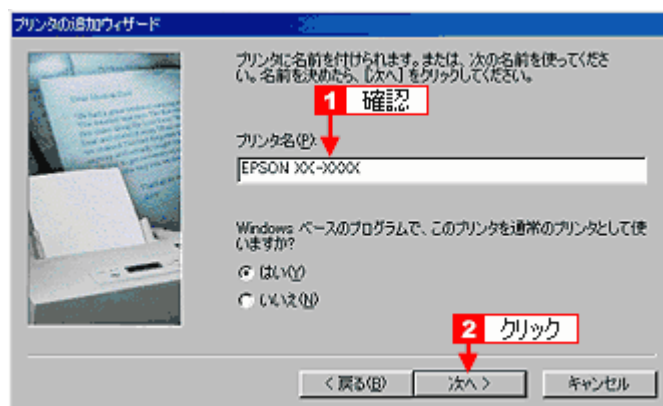 プリンタの追加ウィザード
プリンタに名前を付けられます。または、次の名前を使ってくださ
い。名前を決めたら、[次へ] をクリックしてください。
1 確認
プリンタ名(P):
EPSON XX-XXXX
Windows ベースのプログラムで、このプリンタを通常のプリンタとして使
いますか?
はい(Y)
いいえ(N)
2 クリック
< 戻る(B)
次へ >
キャンセル